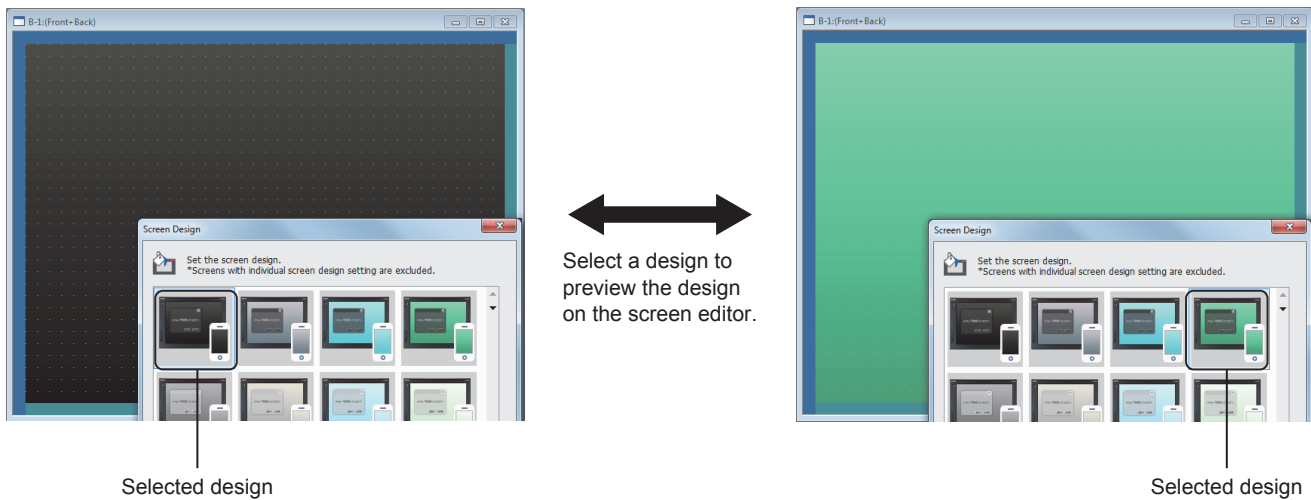 B-1:(Front+Back)
Screen Design
Set the screen design.
*Screens with individual screen design setting are excluded.
Selected design
Select a design to
preview the design
on the screen editor.
B-1:(Front+Back)
Screen Design
Set the screen design.
*Screens with individual screen design setting are excluded.
Selected design